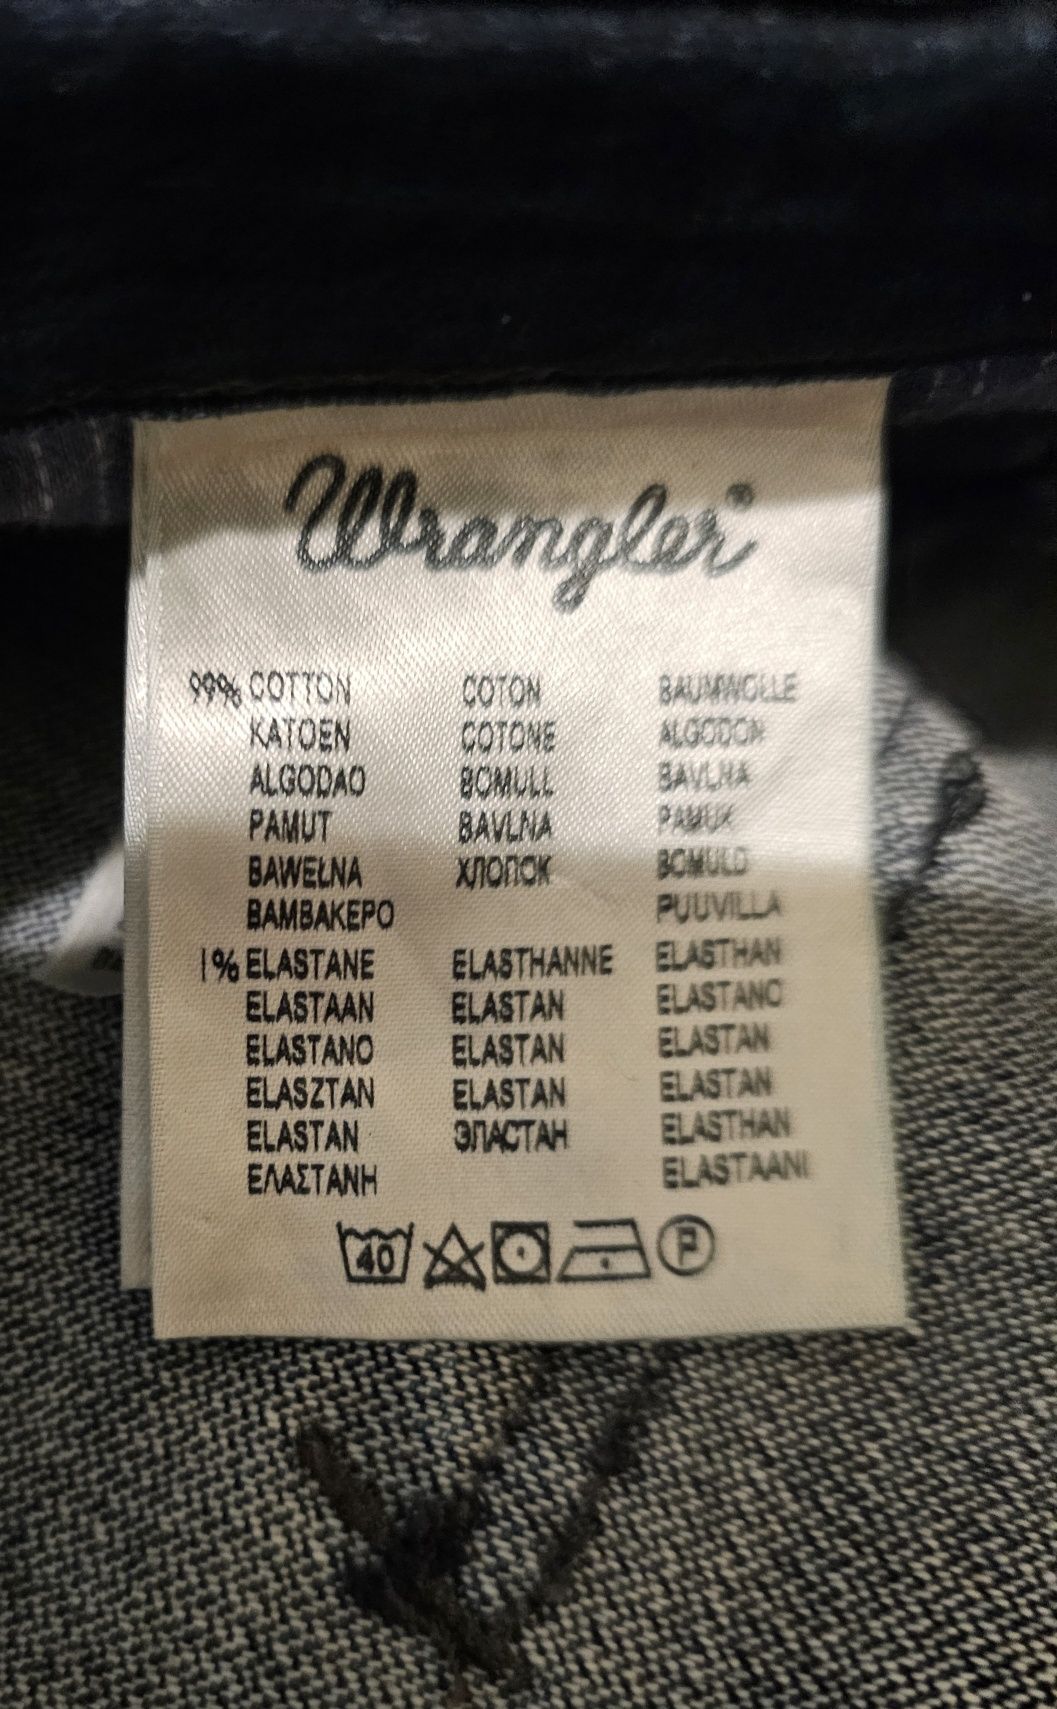 Wrangler®
99% COTTON COTON BAUMWOLLE
KATOEN COTONE ALGODON
ALGODAO BOMULL BAVLNA
PAMUT BAVLNA PAMUK
BAWEŁNA ХЛОПОК BOMULD
ΒΑΜΒΑΚΕΡΟ PUUVILLA
1% ELASTANE ELASTHANNE ELASTHAN
ELASTAAN ELASTAN ELASTANO
ELASTANO ELASTAN ELASTAN
ELASZTAN ELASTAN ELASTAN
ELASTAN ЭЛАСТАН ELASTHAN
ΕΛΑΣΤΑΝΗ ELASTAANI
40 P